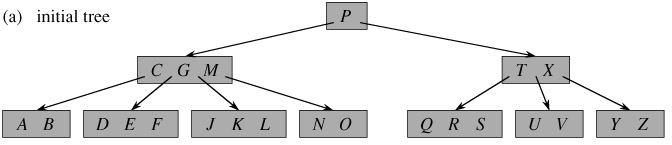 (a) initial tree
P
C G M
T X
A B
D E F
J K L
N O
Q R S
U V
Y Z